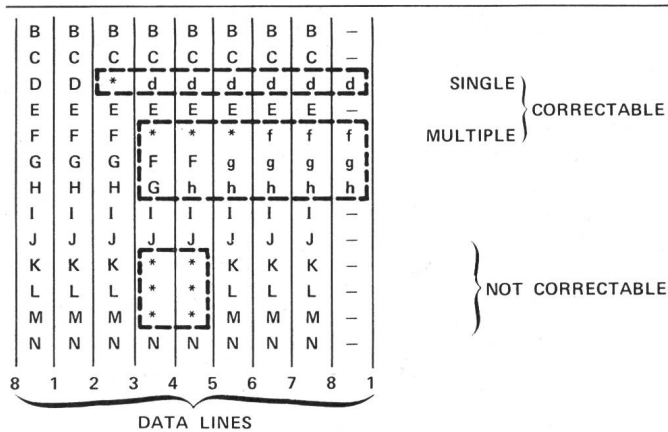 B B B B B B B –
C C C C C C C –
D D * d d d d d SINGLE
E E E E E E E – CORRECTABLE
F F F * * * f f f MULTIPLE
G G G F F g g g
H H H G h h h h
I I I I I I I –
J J J J J J J –
K K K * * K K K –
L L L * * L L L – NOT CORRECTABLE
M M M * * M M M –
N N N N N N N –
8 1 2 3 4 5 6 7 8 1
DATA LINES